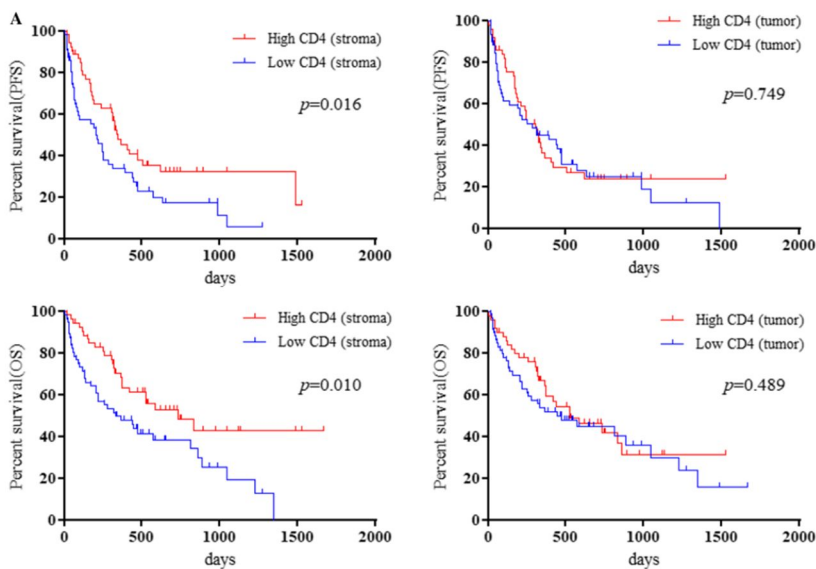 A
Percent survival(PFS)
100
80
60
40
20
0
0 500 1000 1500 2000
days
High CD4 (stroma)
Low CD4 (stroma)
p=0.016
Percent survival(PFS)
100
80
60
40
20
0
0 500 1000 1500 2000
days
High CD4 (tumor)
Low CD4 (tumor)
p=0.749
Percent survival(OS)
100
80
60
40
20
0
0 500 1000 1500 2000
days
High CD4 (stroma)
Low CD4 (stroma)
p=0.010
Percent survival(OS)
100
80
60
40
20
0
0 500 1000 1500 2000
days
High CD4 (tumor)
Low CD4 (tumor)
p=0.489